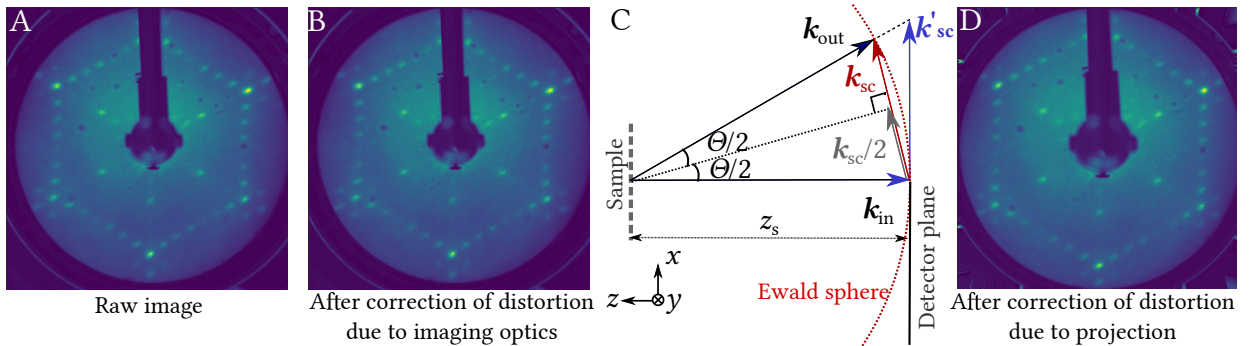 A
Raw image
B
After correction of distortion
due to imaging optics
C
k_out
k'_sc
k_sc
Θ/2
Θ/2
k_sc/2
k_in
Sample
z_s
x
z
y
Ewald sphere
Detector plane
D
After correction of distortion
due to projection